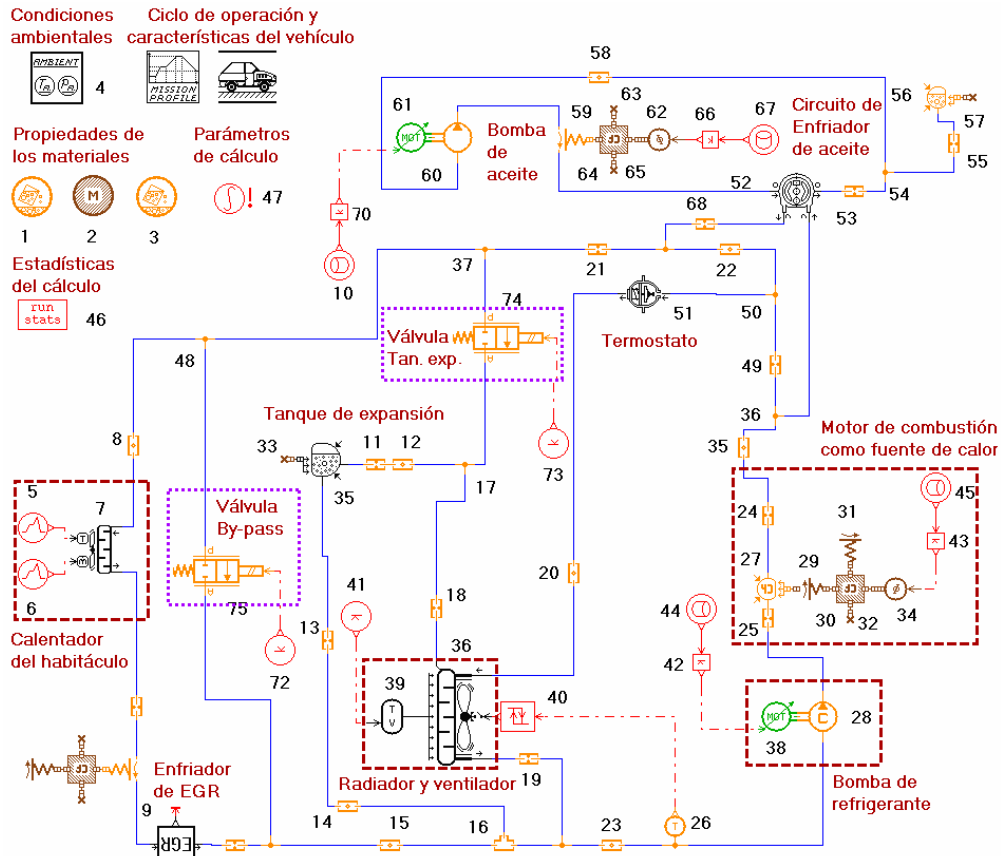 Condiciones
ambientales
Ciclo de operación y
características del vehículo
AMBIENT
4
MISSION
PROFILE
Propiedades de
los materiales
Parámetros
de cálculo
M
!
47
1
2
3
Estadísticas
del cálculo
run
stats
46
58
61
MOT
60
Bomba
de
aceite
59
63
62
66
67
64
65
k
Circuito de
Enfriador
de aceite
56
57
55
52
53
54
70
k
10
68
37
21
22
74
Válvula
Tan. exp.
73
k
51
50
Termostato
49
36
48
8
Tanque de expansión
33
11
12
35
17
5
7
T
M
6
Calentador
del habitáculo
Válvula
By-pass
75
72
k
13
41
k
18
20
39
T
V
36
40
Radiador y ventilador
19
35
Motor de combustión
como fuente de calor
24
27
25
31
29
30
32
34
45
43
k
44
42
k
MOT
38
28
Bomba de
refrigerante
Enfriador
de EGR
9
EGR
14
15
16
23
T
26